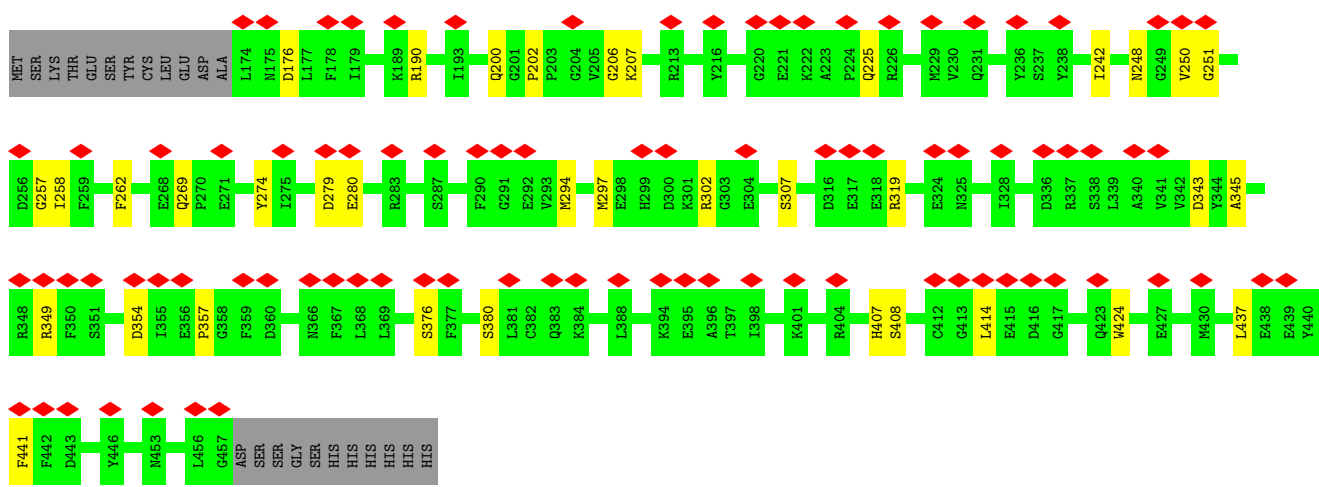 MET SER LYS THR GLU SER TYR CYS LEU GLU ASP ALA L174 N175 D176 L177 F178 I179 K189 R190 I193 Q200 G201 P202 P203 G204 V205 G206 K207 R213 Y216 G220 E221 K222 A223 P224 Q225 R226 M229 V230 Q231 Y236 S237 Y238 I242 N248 G249 V250 G251
D256 G257 I258 F259 F262 E268 Q269 P270 E271 Y274 I275 D279 E280 R283 S287 F290 G291 E292 V293 M294 M297 E298 H299 D300 K301 R302 G303 E304 S307 D316 E317 E318 R319 E324 N325 I328 D336 R337 S338 L339 A340 V341 V342 D343 Y344 A345
R348 R349 F350 S351 D354 I355 E356 P357 G358 F359 D360 N366 F367 L368 L369 S376 F377 S380 L381 C382 Q383 K384 L388 K394 E395 A396 T397 I398 K401 R404 H407 S408 C412 G413 L414 E415 D416 G417 Q423 W424 E427 M430 L437 E438 E439 Y440
F441 F442 D443 Y446 N453 L456 G457 ASP SER SER GLY SER HIS HIS HIS HIS HIS HIS